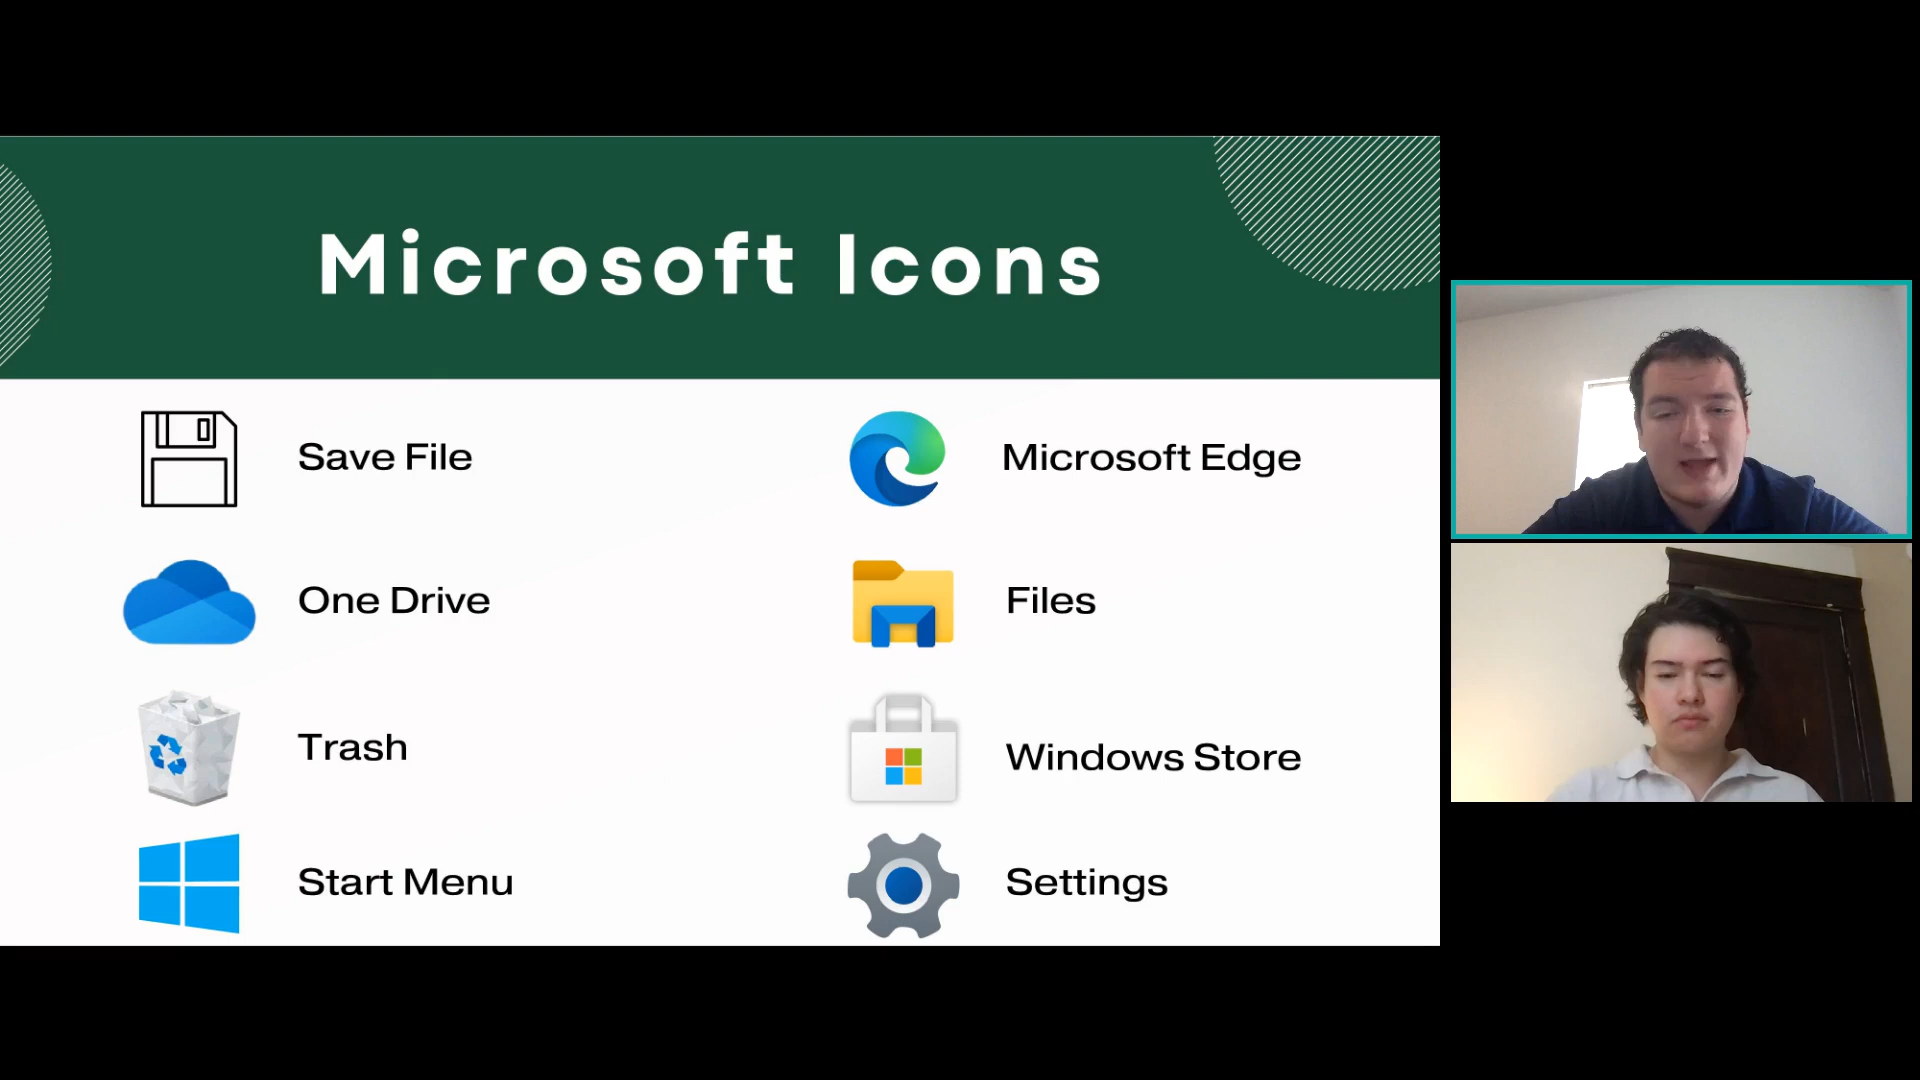 Microsoft Icons
Save File
Microsoft Edge
One Drive
Files
Trash
Windows Store
Start Menu
Settings